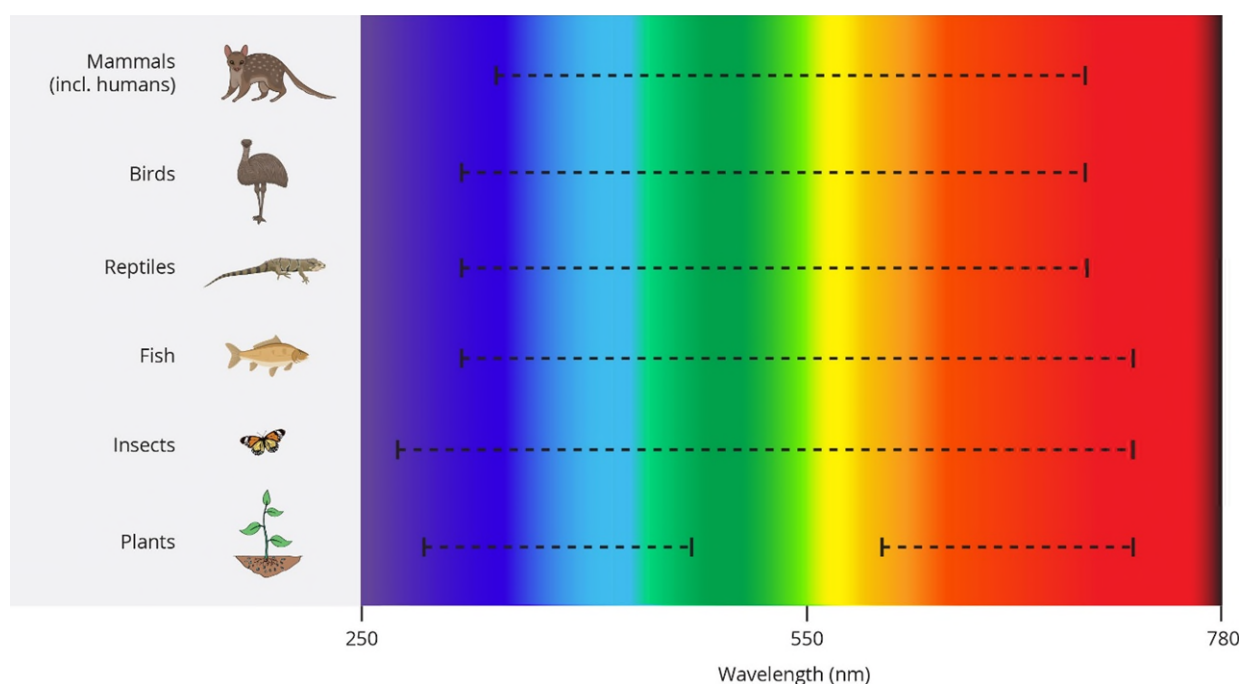 Mammals
(incl. humans)
Birds
Reptiles
Fish
Insects
Plants
250
550
780
Wavelength (nm)